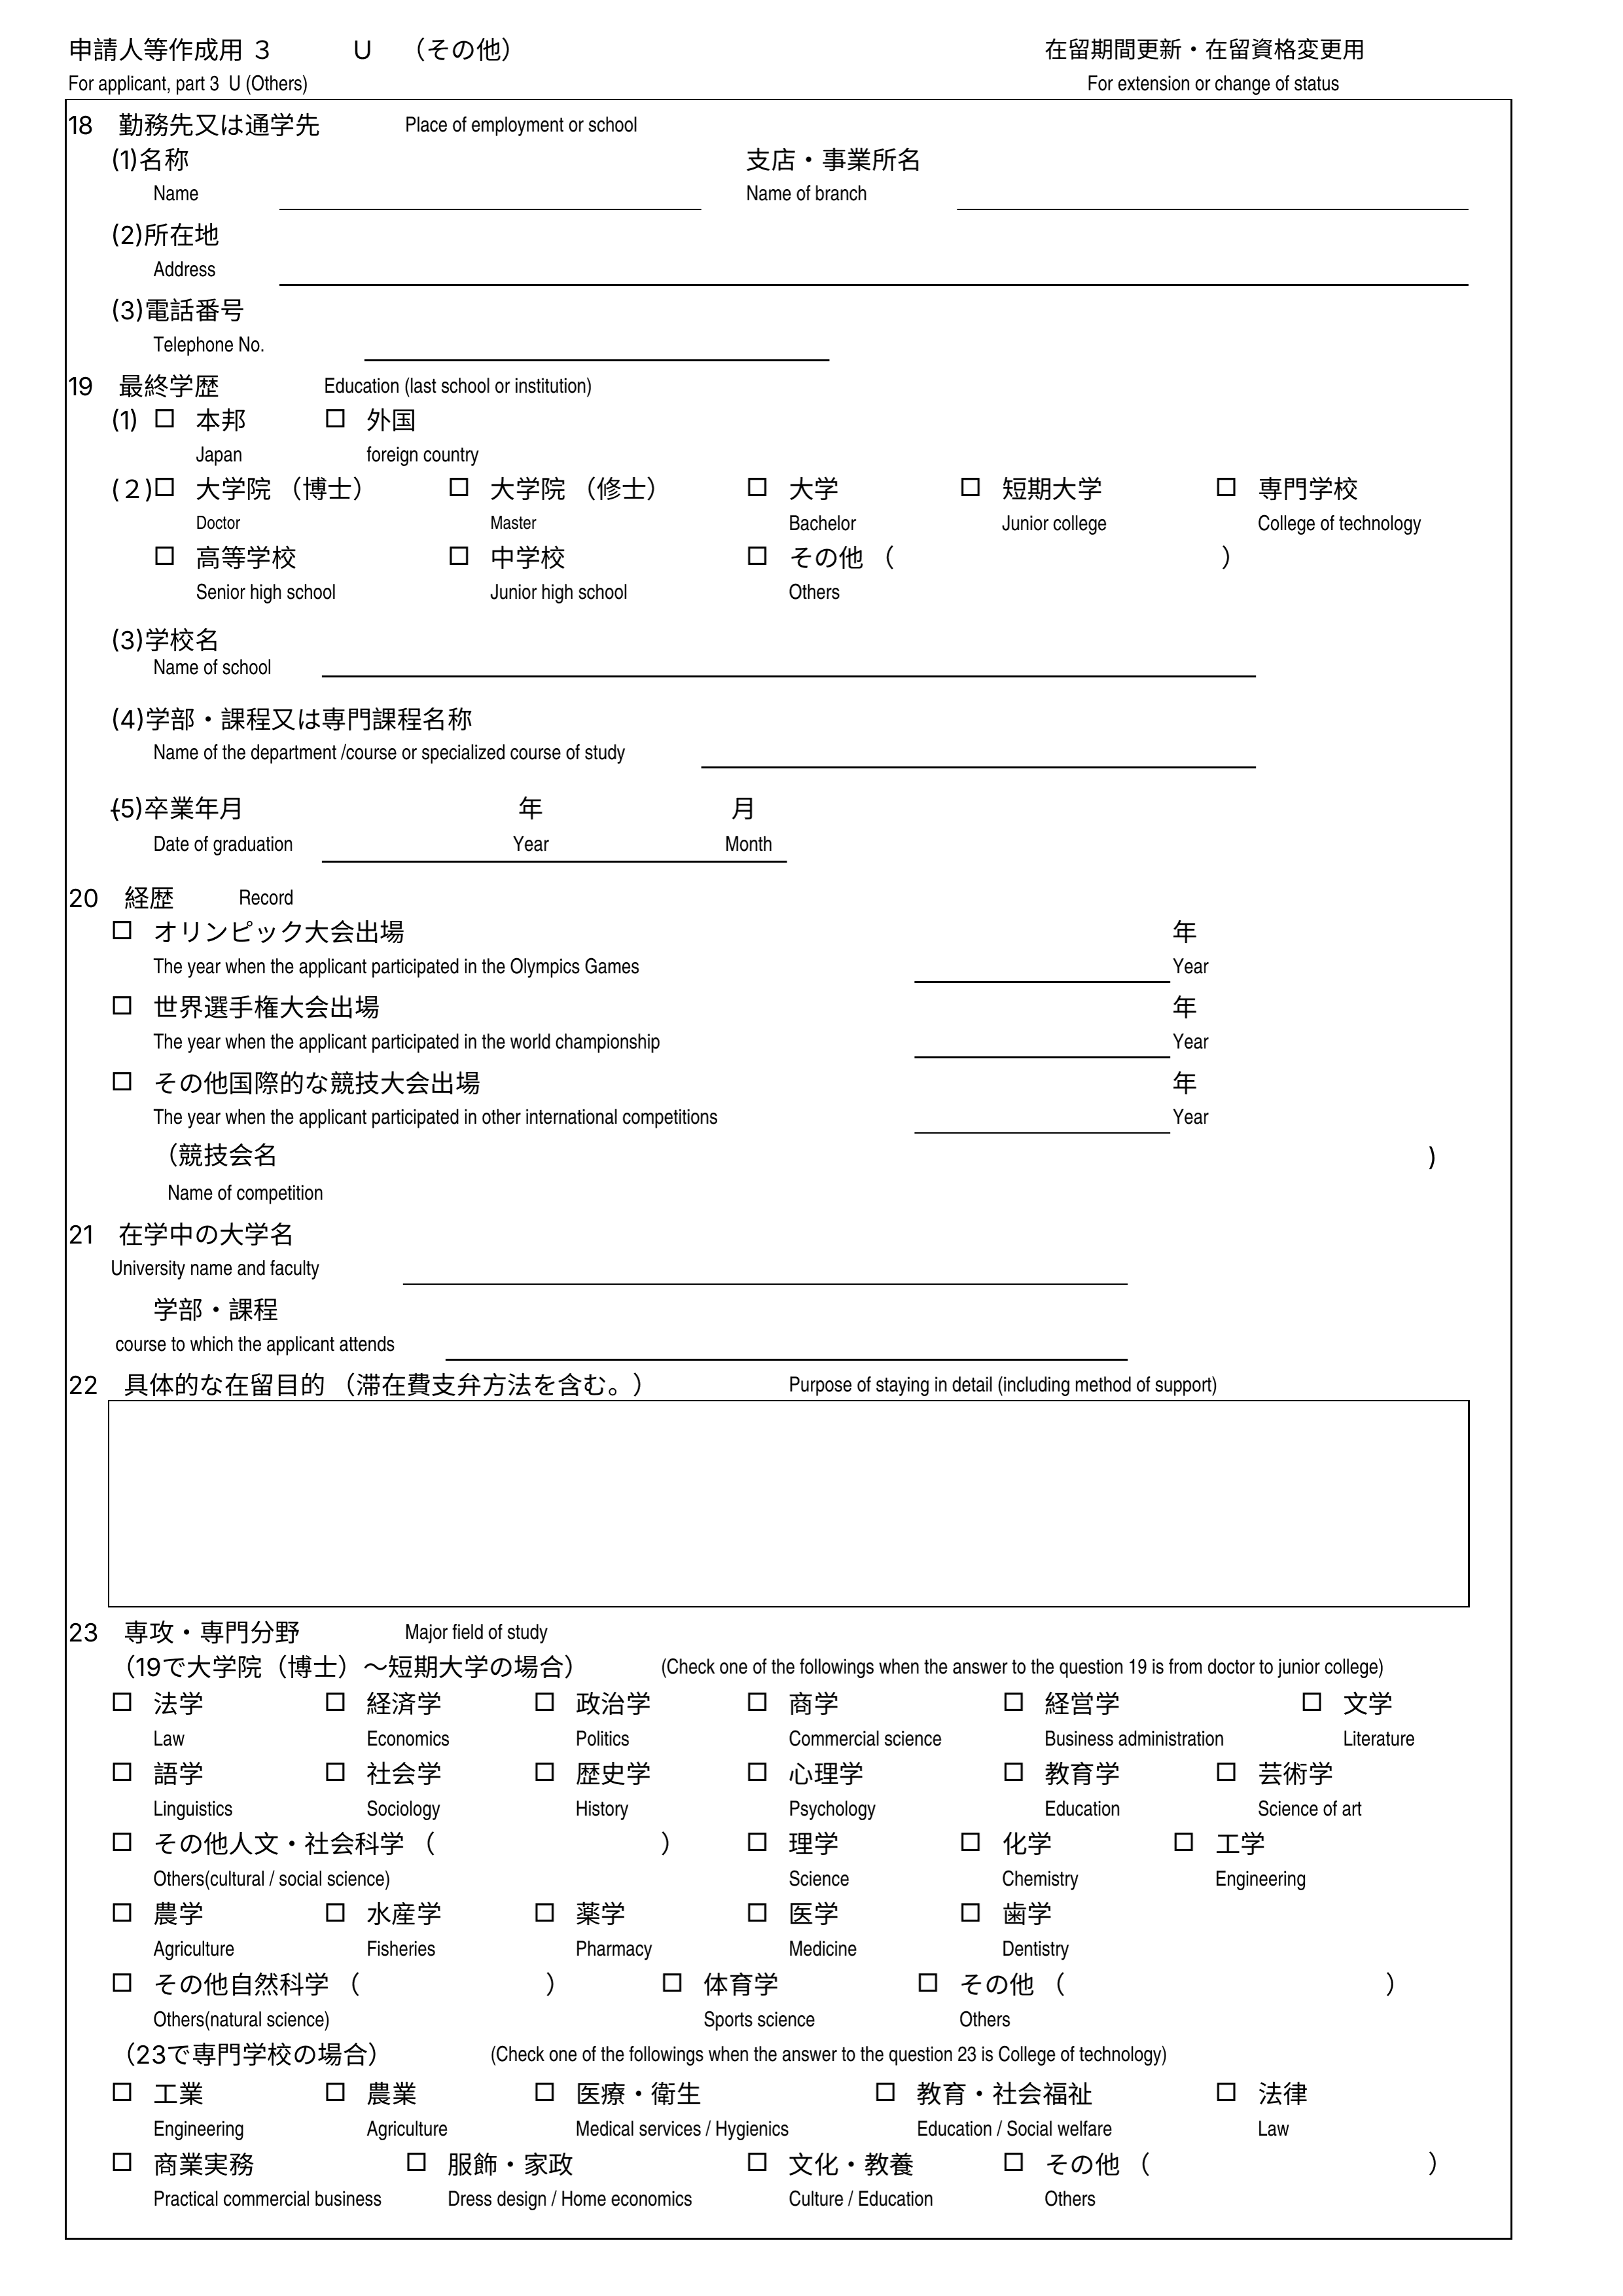 申請人等作成用 3 U （その他） 在留期間更新・在留資格変更用
For applicant, part 3 U (Others) For extension or change of status
18 勤務先又は通学先 Place of employment or school
(1)名称 支店・事業所名
Name Name of branch
(2)所在地
Address
(3)電話番号
Telephone No.
19 最終学歴 Education (last school or institution)
(1) □ 本邦 □ 外国
Japan foreign country
(２)□ 大学院 （博士） □ 大学院 （修士） □ 大学 □ 短期大学 □ 専門学校
Doctor Master Bachelor Junior college College of technology
□ 高等学校 □ 中学校 □ その他 （ ）
Senior high school Junior high school Others
(3)学校名
Name of school
(4)学部・課程又は専門課程名称
Name of the department /course or specialized course of study
(5)卒業年月 年 月
Date of graduation Year Month
20 経歴 Record
□ オリンピック大会出場 年
The year when the applicant participated in the Olympics Games Year
□ 世界選手権大会出場 年
The year when the applicant participated in the world championship Year
□ その他国際的な競技大会出場 年
The year when the applicant participated in other international competitions Year
（競技会名 )
Name of competition
21 在学中の大学名
University name and faculty
学部・課程
course to which the applicant attends
22 具体的な在留目的 （滞在費支弁方法を含む。） Purpose of staying in detail (including method of support)
23 専攻・専門分野 Major field of study
（19で大学院（博士）～短期大学の場合） (Check one of the followings when the answer to the question 19 is from doctor to junior college)
□ 法学 □ 経済学 □ 政治学 □ 商学 □ 経営学 □ 文学
Law Economics Politics Commercial science Business administration Literature
□ 語学 □ 社会学 □ 歴史学 □ 心理学 □ 教育学 □ 芸術学
Linguistics Sociology History Psychology Education Science of art
□ その他人文・社会科学 （ ） □ 理学 □ 化学 □ 工学
Others(cultural / social science) Science Chemistry Engineering
□ 農学 □ 水産学 □ 薬学 □ 医学 □ 歯学
Agriculture Fisheries Pharmacy Medicine Dentistry
□ その他自然科学 （ ） □ 体育学 □ その他 （ ）
Others(natural science) Sports science Others
（23で専門学校の場合） (Check one of the followings when the answer to the question 23 is College of technology)
□ 工業 □ 農業 □ 医療・衛生 □ 教育・社会福祉 □ 法律
Engineering Agriculture Medical services / Hygienics Education / Social welfare Law
□ 商業実務 □ 服飾・家政 □ 文化・教養 □ その他 （ ）
Practical commercial business Dress design / Home economics Culture / Education Others